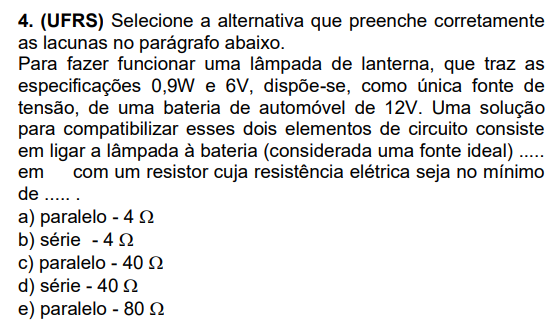 4. (UFRS) Selecione a alternativa que preenche corretamente
as lacunas no parágrafo abaixo.
Para fazer funcionar uma lâmpada de lanterna, que traz as
especificações 0,9W e 6V, dispõe-se, como única fonte de
tensão, de uma bateria de automóvel de 12V. Uma solução
para compatibilizar esses dois elementos de circuito consiste
em ligar a lâmpada à bateria (considerada uma fonte ideal) .....
em com um resistor cuja resistência elétrica seja no mínimo
de ..... .
a) paralelo - 4 Ω
b) série - 4 Ω
c) paralelo - 40 Ω
d) série - 40 Ω
e) paralelo - 80 Ω